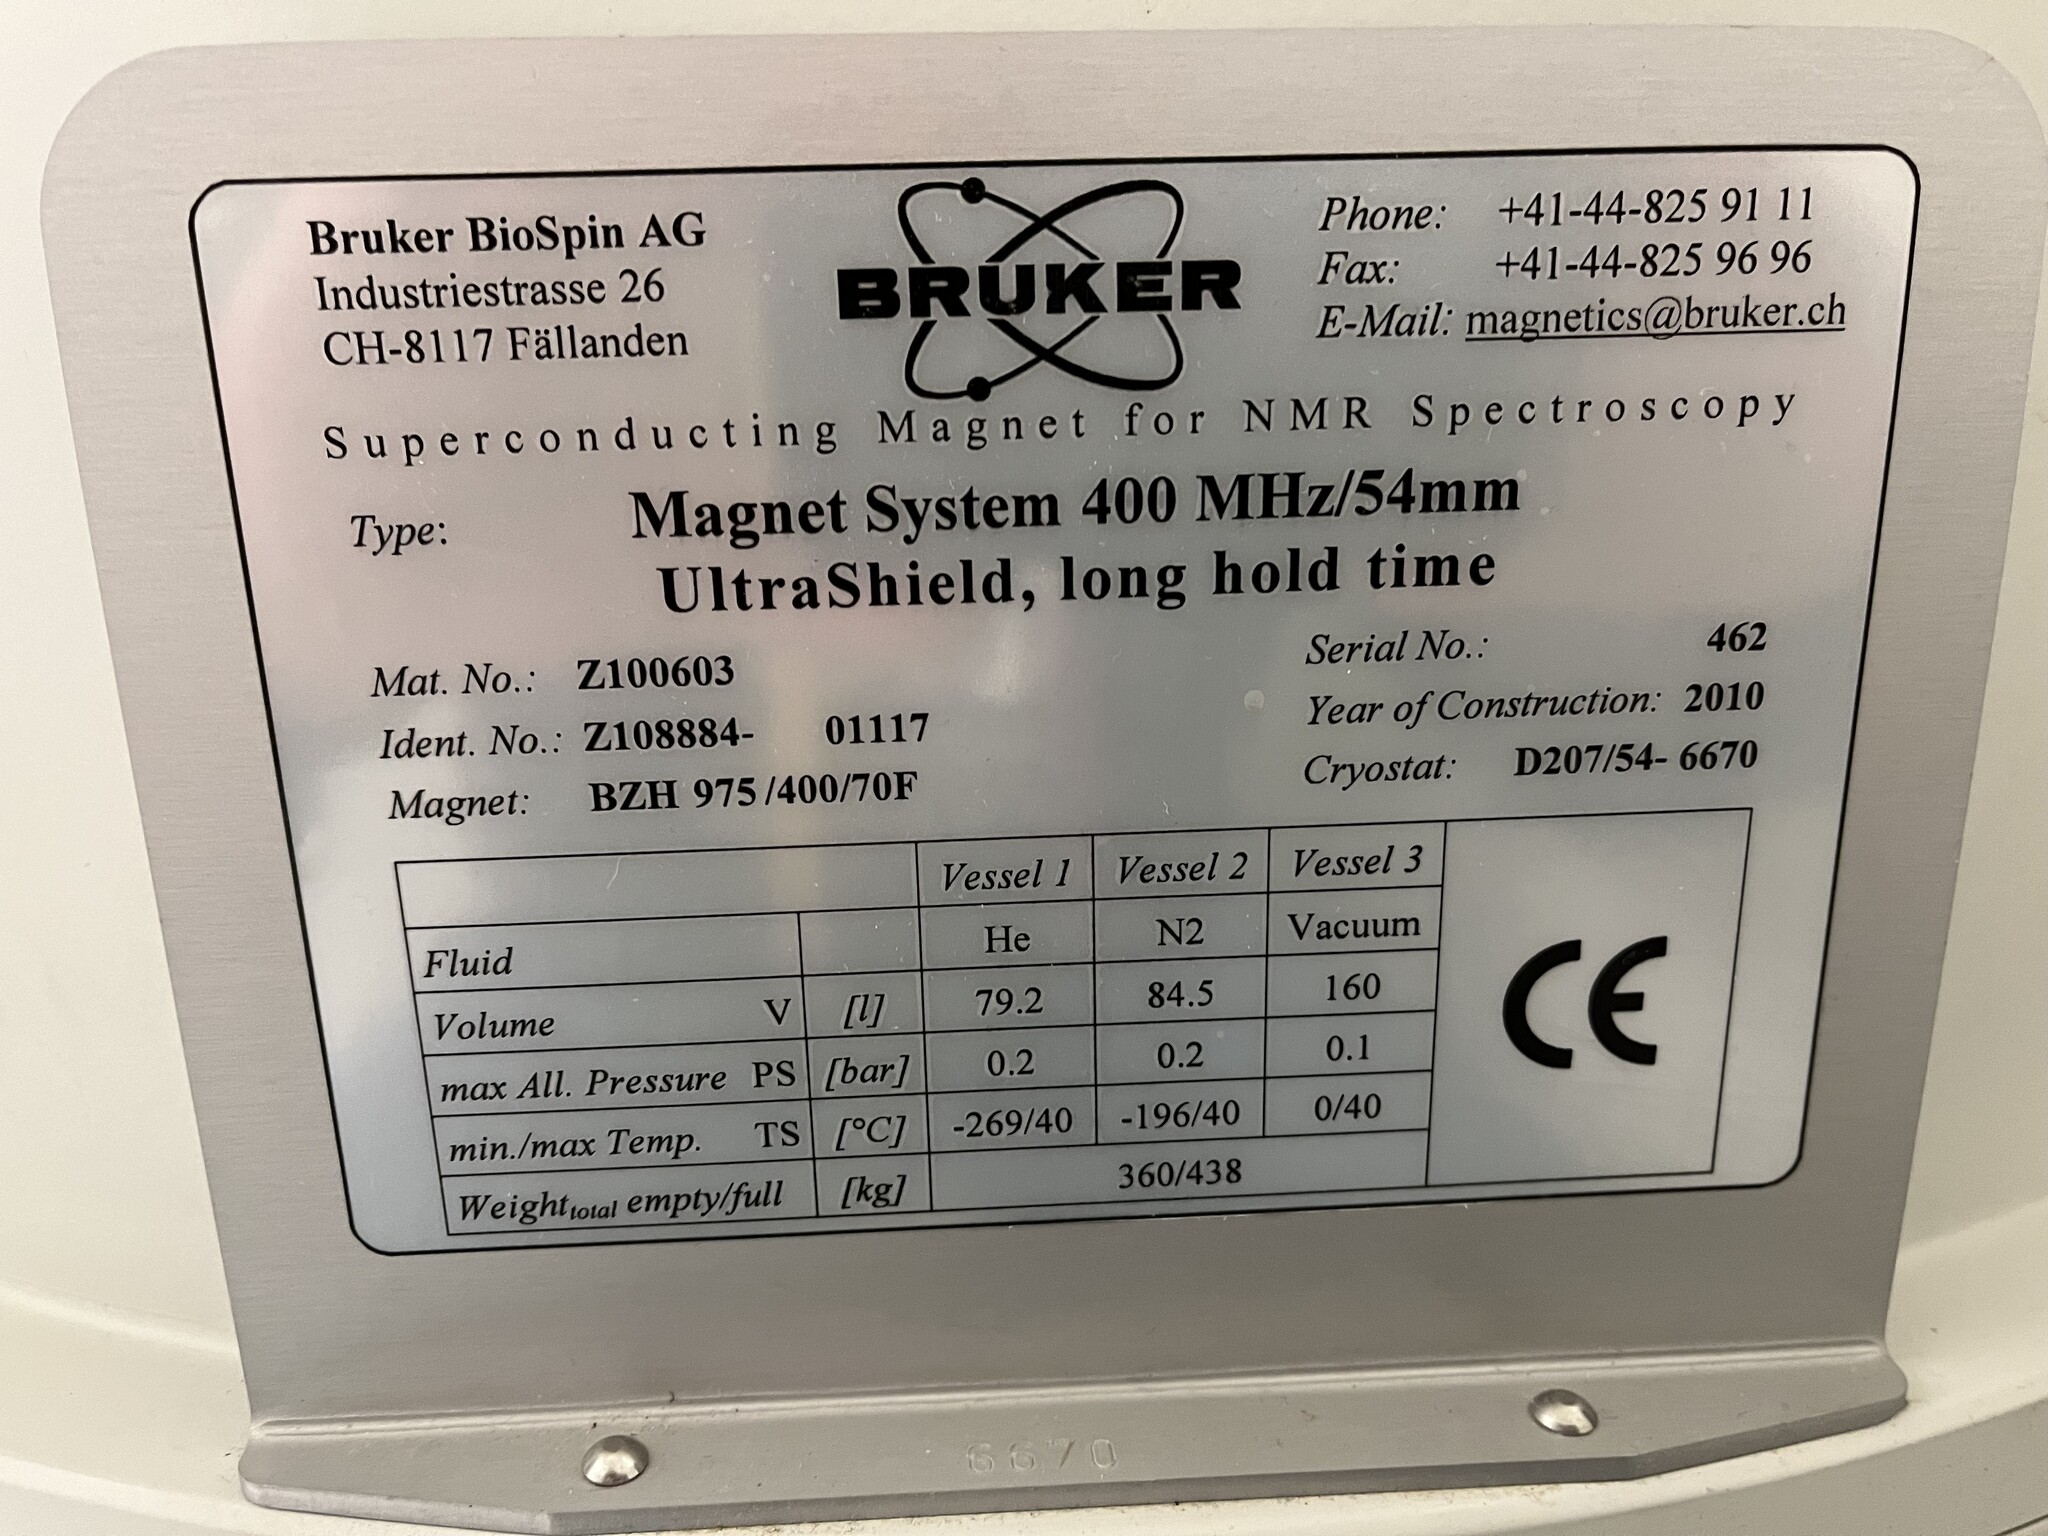 Bruker BioSpin AG
Industriestrasse 26
CH-8117 Fällanden
BRUKER
Phone: +41-44-825 91 11
Fax: +41-44-825 96 96
E-Mail: magnetics@bruker.ch
Superconducting Magnet for NMR Spectroscopy
Type: Magnet System 400 MHz/54mm
UltraShield, long hold time
Mat. No.: Z100603
Ident. No.: Z108884- 01117
Magnet: BZH 975/400/70F
Serial No.: 462
Year of Construction: 2010
Cryostat: D207/54- 6670
Vessel 1 Vessel 2 Vessel 3
Fluid He N2 Vacuum
Volume V [l] 79.2 84.5 160
max All. Pressure PS [bar] 0.2 0.2 0.1
min./max Temp. TS [°C] -269/40 -196/40 0/40
Weight total empty/full [kg] 360/438
CE
6670